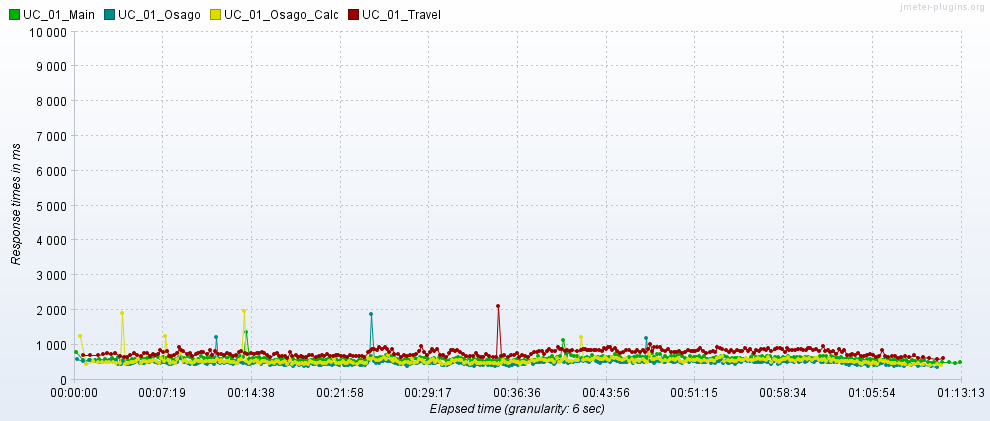 UC_01_Main UC_01_Osago UC_01_Osago_Calc UC_01_Travel
jmeter-plugins.org
10 000
9 000
8 000
7 000
6 000
5 000
4 000
3 000
2 000
1 000
0
Response times in ms
00:00:00 00:07:19 00:14:38 00:21:58 00:29:17 00:36:36 00:43:56 00:51:15 00:58:34 01:05:54 01:13:13
Elapsed time (granularity: 6 sec)